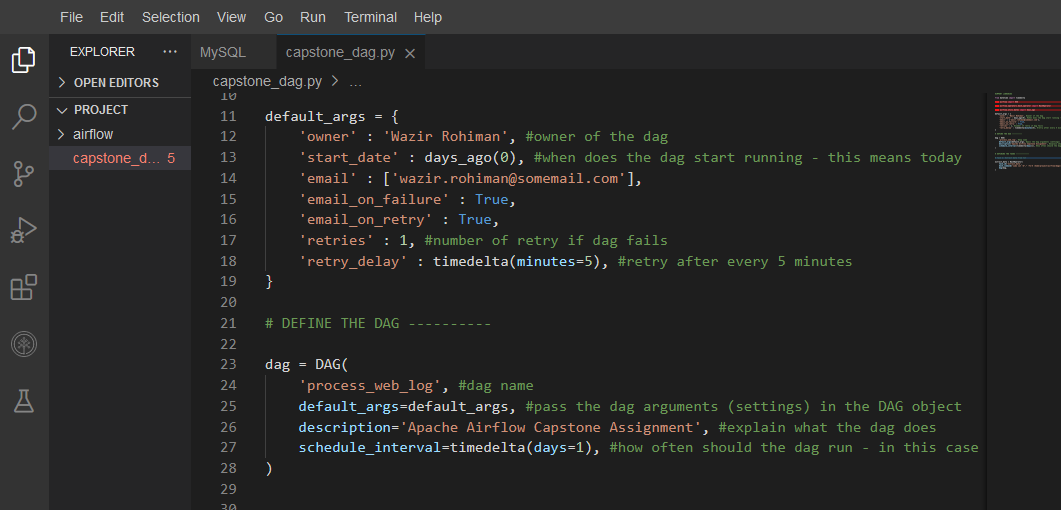 File Edit Selection View Go Run Terminal Help
EXPLORER ...
OPEN EDITORS
PROJECT
airflow
capstone_d... 5
MySQL capstone_dag.py
capstone_dag.py > ...
10
11 default_args = {
12 'owner' : 'Wazir Rohiman', #owner of the dag
13 'start_date' : days_ago(0), #when does the dag start running - this means today
14 'email' : ['wazir.rohiman@somemail.com'],
15 'email_on_failure' : True,
16 'email_on_retry' : True,
17 'retries' : 1, #number of retry if dag fails
18 'retry_delay' : timedelta(minutes=5), #retry after every 5 minutes
19 }
20
21 # DEFINE THE DAG ----------
22
23 dag = DAG(
24 'process_web_log', #dag name
25 default_args=default_args, #pass the dag arguments (settings) in the DAG object
26 description='Apache Airflow Capstone Assignment', #explain what the dag does
27 schedule_interval=timedelta(days=1), #how often should the dag run - in this case
28 )
29
30